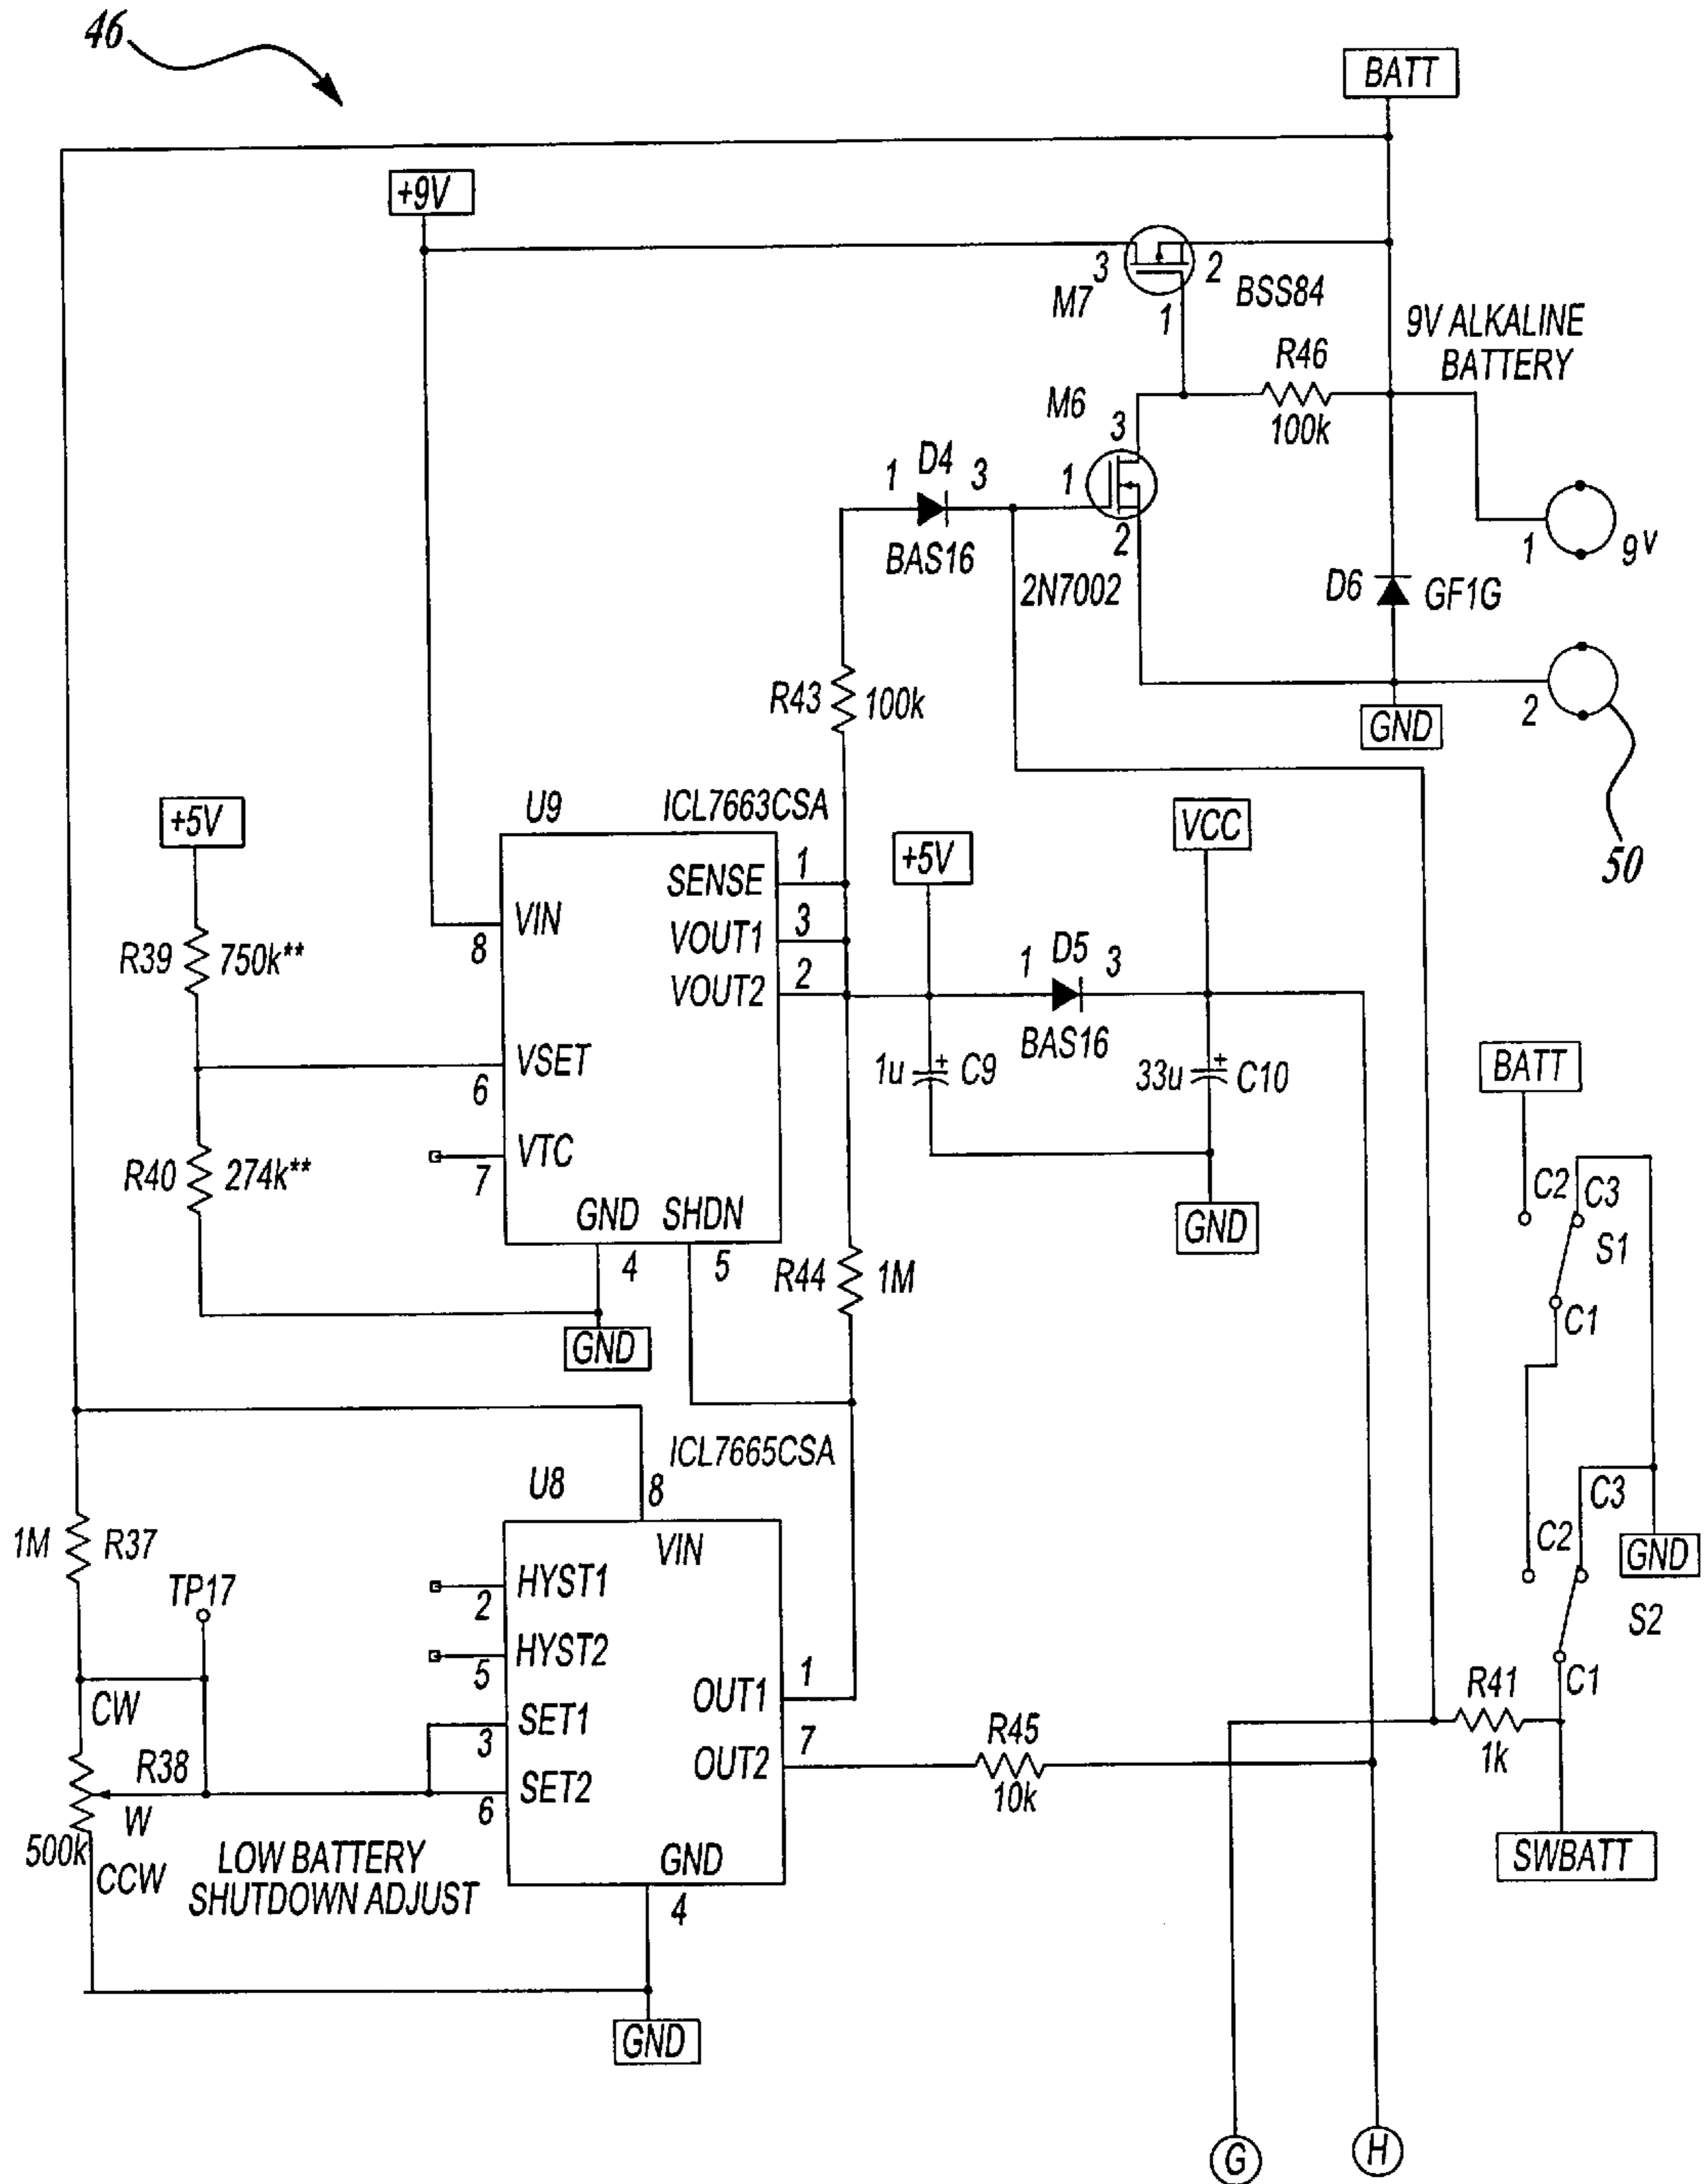 46
BATT
+9V
3
2
M7
1
BSS84
9V ALKALINE
BATTERY
R46
100k
M6
3
1
D4
3
1
BAS16
2
2N7002
1
9V
D6
GF1G
R43
100k
2
GND
50
U9
ICL7663CSA
+5V
VCC
+5V
SENSE
1
VIN
8
VOUT1
3
R39
750k**
VOUT2
2
1
D5
3
BAS16
VSET
6
1u
+
C9
33u
+
C10
BATT
VTC
7
R40
274k**
C2
C3
GND
SHDN
GND
S1
4
5
R44
1M
C1
GND
ICL7665CSA
U8
8
C3
C2
GND
1M
R37
VIN
TP17
HYST1
2
S2
HYST2
5
1
OUT1
C1
R41
CW
SET1
3
R45
7
OUT2
1k
R38
SET2
6
10k
W
500k
CCW
LOW BATTERY
SHUTDOWN ADJUST
GND
4
SWBATT
GND
G
H